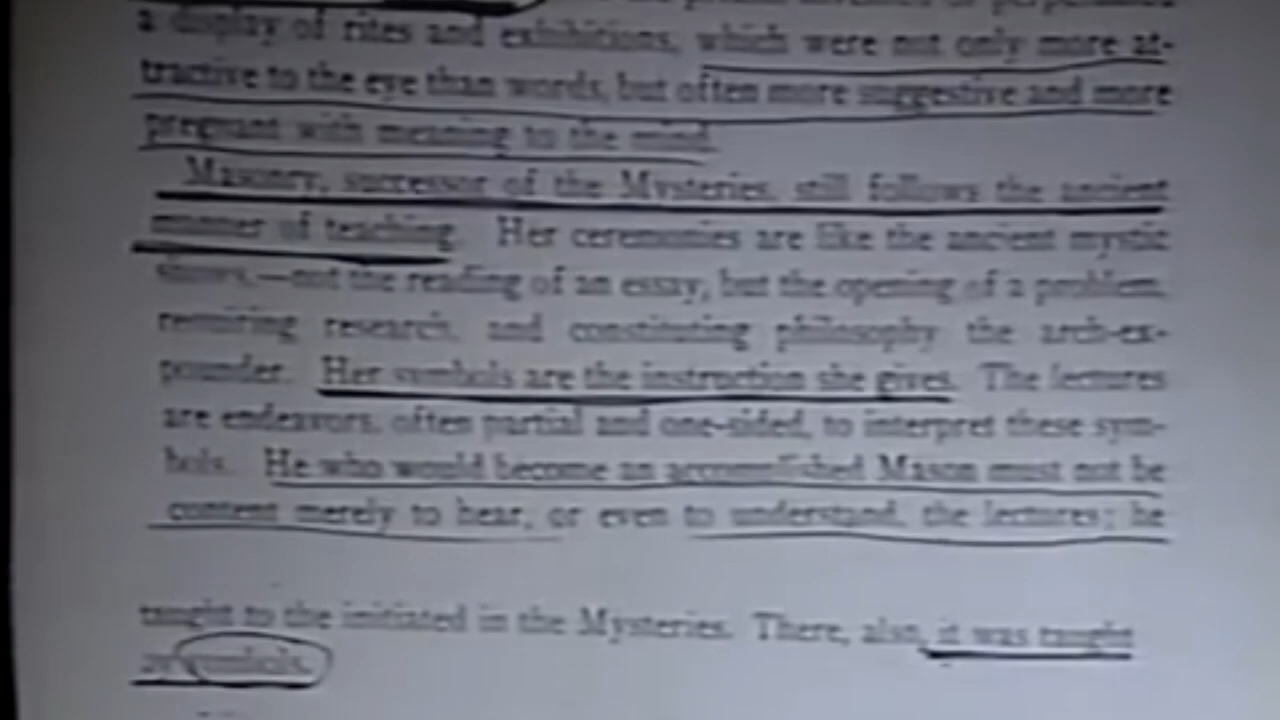 a display of rites and exhibitions, which were not only more at-
tractive to the eye than words, but often more suggestive and more
pregnant with meaning to the mind.
Masonry, successor of the Mysteries, still follows the ancient
manner of teaching. Her ceremonies are like the ancient mystic
shows,—not the reading of an essay, but the opening of a problem,
requiring research, and constituting philosophy the arch-ex-
pounder. Her symbols are the instruction she gives. The lectures
are endeavors, often partial and one-sided, to interpret these sym-
bols. He who would become an accomplished Mason must not be
content merely to hear, or even to understand, the lectures; he
taught to the initiated in the Mysteries. There, also, it was taught
by symbols.